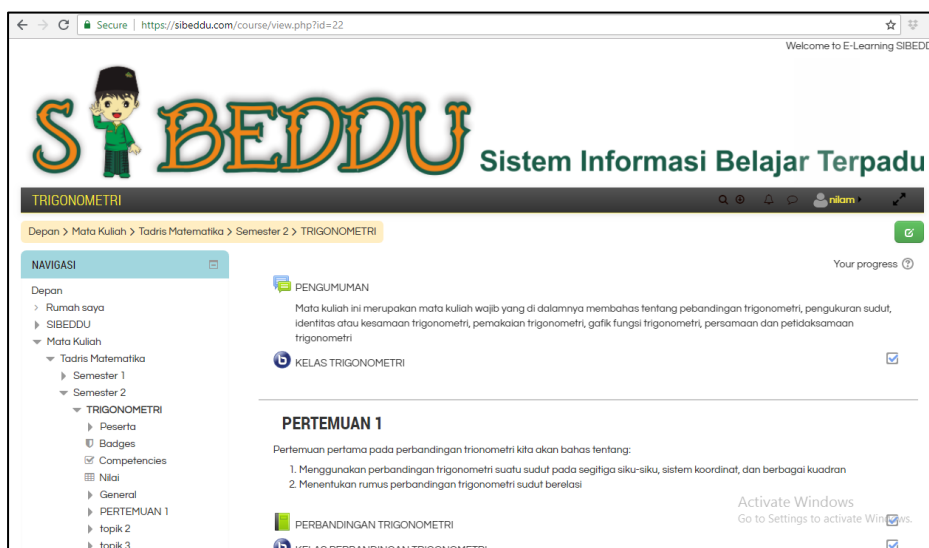 Secure | https://sibeddu.com/course/view.php?id=22
Welcome to E-Learning SIBEDD
SIBEDDU
Sistem Informasi Belajar Terpadu
TRIGONOMETRI
nilam
Depan > Mata Kuliah > Tadris Matematika > Semester 2 > TRIGONOMETRI
NAVIGASI
Depan
Rumah saya
SIBEDDU
Mata Kuliah
Tadris Matematika
Semester 1
Semester 2
TRIGONOMETRI
Peserta
Badges
Competencies
Nilai
General
PERTEMUAN 1
topik 2
topik 3
Your progress
PENGUMUMAN
Mata kuliah ini merupakan mata kuliah wajib yang di dalamnya membahas tentang pebandingan trigonometri, pengukuran sudut,
identitas atau kesamaan trigonometri, pemakaian trigonometri, gafik fungsi trigonometri, persamaan dan petidaksamaan
trigonometri
KELAS TRIGONOMETRI
PERTEMUAN 1
Pertemuan pertama pada perbandingan trionometri kita akan bahas tentang:
1. Menggunakan perbandingan trigonometri suatu sudut pada segitiga siku-siku, sistem koordinat, dan berbagai kuadran
2. Menentukan rumus perbandingan trigonometri sudut berelasi
PERBANDINGAN TRIGONOMETRI
KELAS PERBANDINGAN TRIGONOMETRI
Activate Windows
Go to Settings to activate Windows.